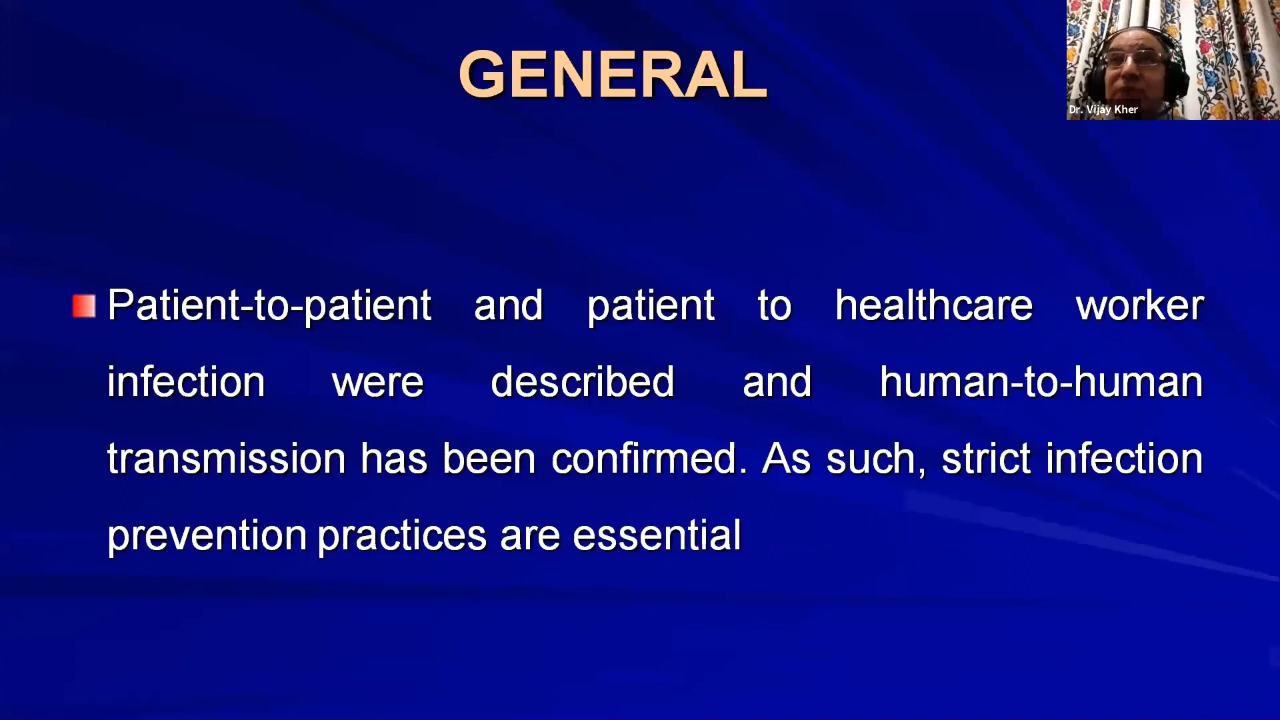 GENERAL
Dr. Vijay Kher
Patient-to-patient and patient to healthcare worker
infection were described and human-to-human
transmission has been confirmed. As such, strict infection
prevention practices are essential